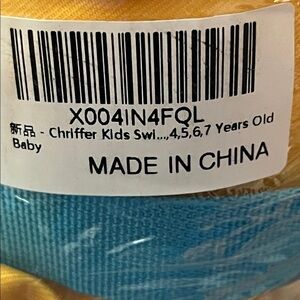 X004IN4FQL
新品 - Chriffer Kids Swi...,4,5,6,7 Years Old
Baby
MADE IN CHINA